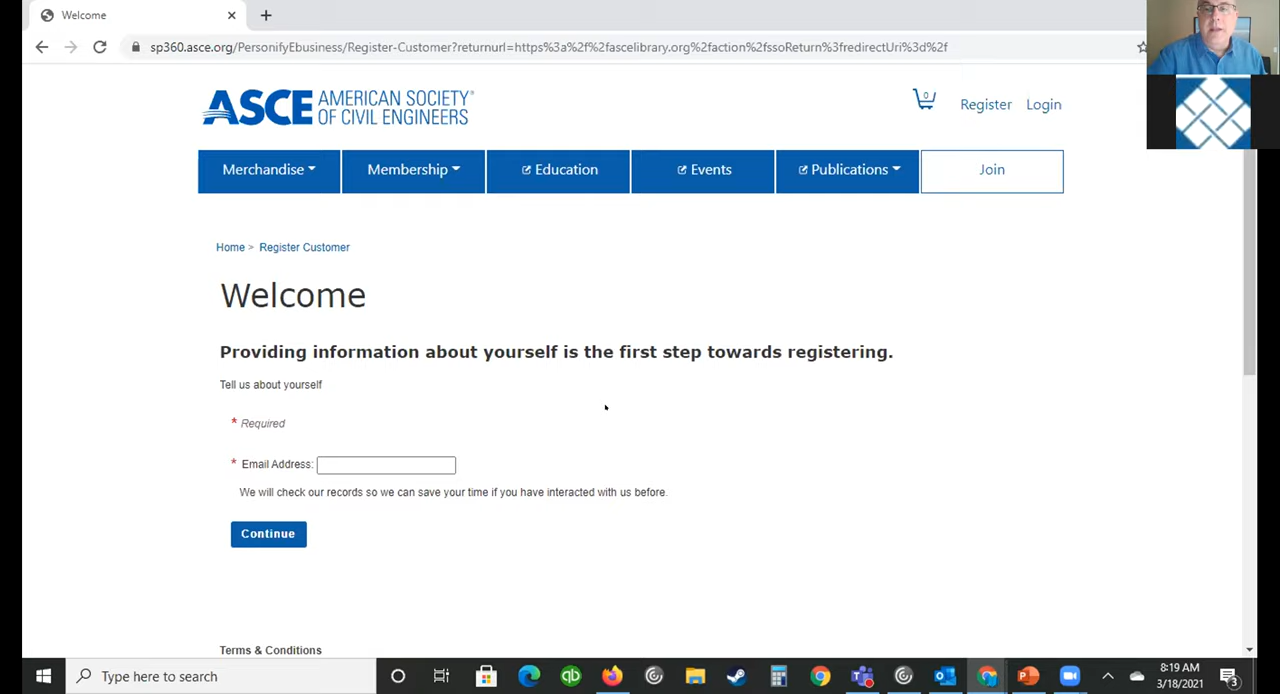 Welcome
sp360.asce.org/PersonifyEbusiness/Register-Customer?returnurl=https%3a%2f%2fascelibrary.org%2faction%2fssoReturn%3fredirectUri%3d%2f
ASCE AMERICAN SOCIETY
OF CIVIL ENGINEERS
0
Register Login
Merchandise Membership Education Events Publications Join
Home > Register Customer
Welcome
Providing information about yourself is the first step towards registering.
Tell us about yourself
* Required
* Email Address:
We will check our records so we can save your time if you have interacted with us before.
Continue
Terms & Conditions
Type here to search
8:19 AM
3/18/2021
3